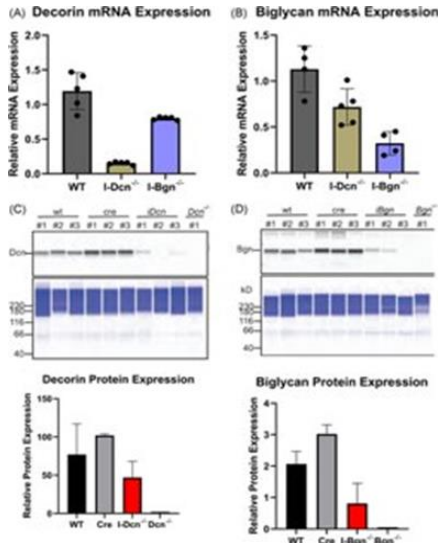 (A) Decorin mRNA Expression
Relative mRNA Expression
2.0
1.5
1.0
0.5
0.0
WT I-Dcn-/- I-Bgn-/-
(B) Biglycan mRNA Expression
Relative mRNA Expression
1.5
1.0
0.5
0.0
WT I-Dcn-/- I-Bgn-/-
(C)
wt cre iDcn Dcn-/-
#1 #2 #3 #1 #2 #3 #1 #2 #3 #1
Dcn
230
180
116
66
40
Decorin Protein Expression
Relative Protein Expression
150
100
50
0
WT Cre I-Dcn-/- Dcn-/-
(D)
wt cre iBgn Bgn-/-
#1 #2 #3 #1 #2 #3 #1 #2 #3 #1
Bgn
kD
230
180
116
66
40
Biglycan Protein Expression
Relative Protein Expression
4
3
2
1
0
WT Cre I-Bgn-/- Bgn-/-